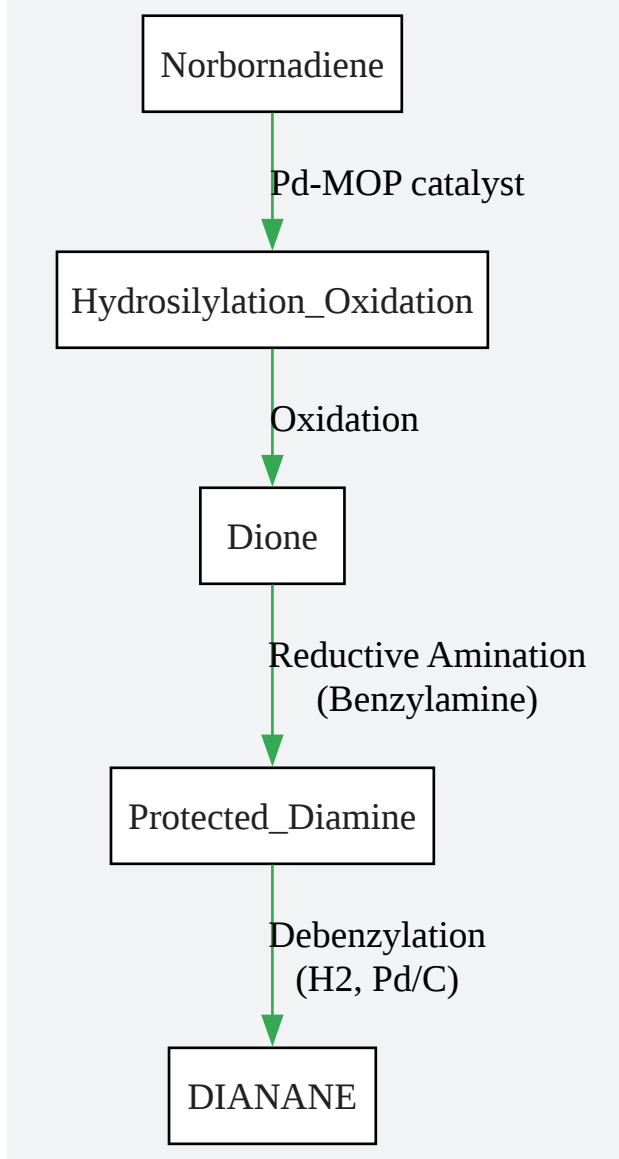 Norbornadiene
Pd-MOP catalyst
Hydrosilylation_Oxidation
Oxidation
Dione
Reductive Amination
(Benzylamine)
Protected_Diamine
Debenzylation
(H2, Pd/C)
DIANANE